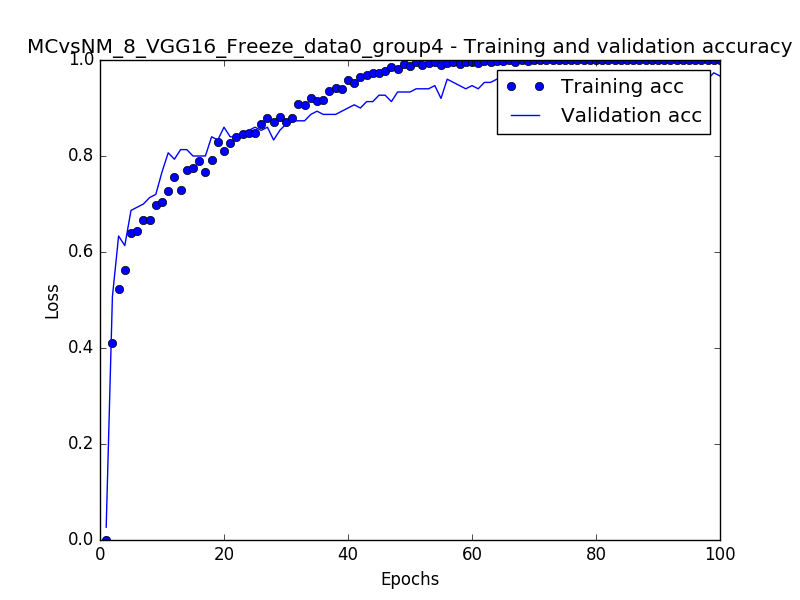 MCvsNM_8_VGG16_Freeze_data0_group4 - Training and validation accuracy
1.0
Training acc
Validation acc
0.8
0.6
Loss
0.4
0.2
0.0
0 20 40 60 80 100
Epochs